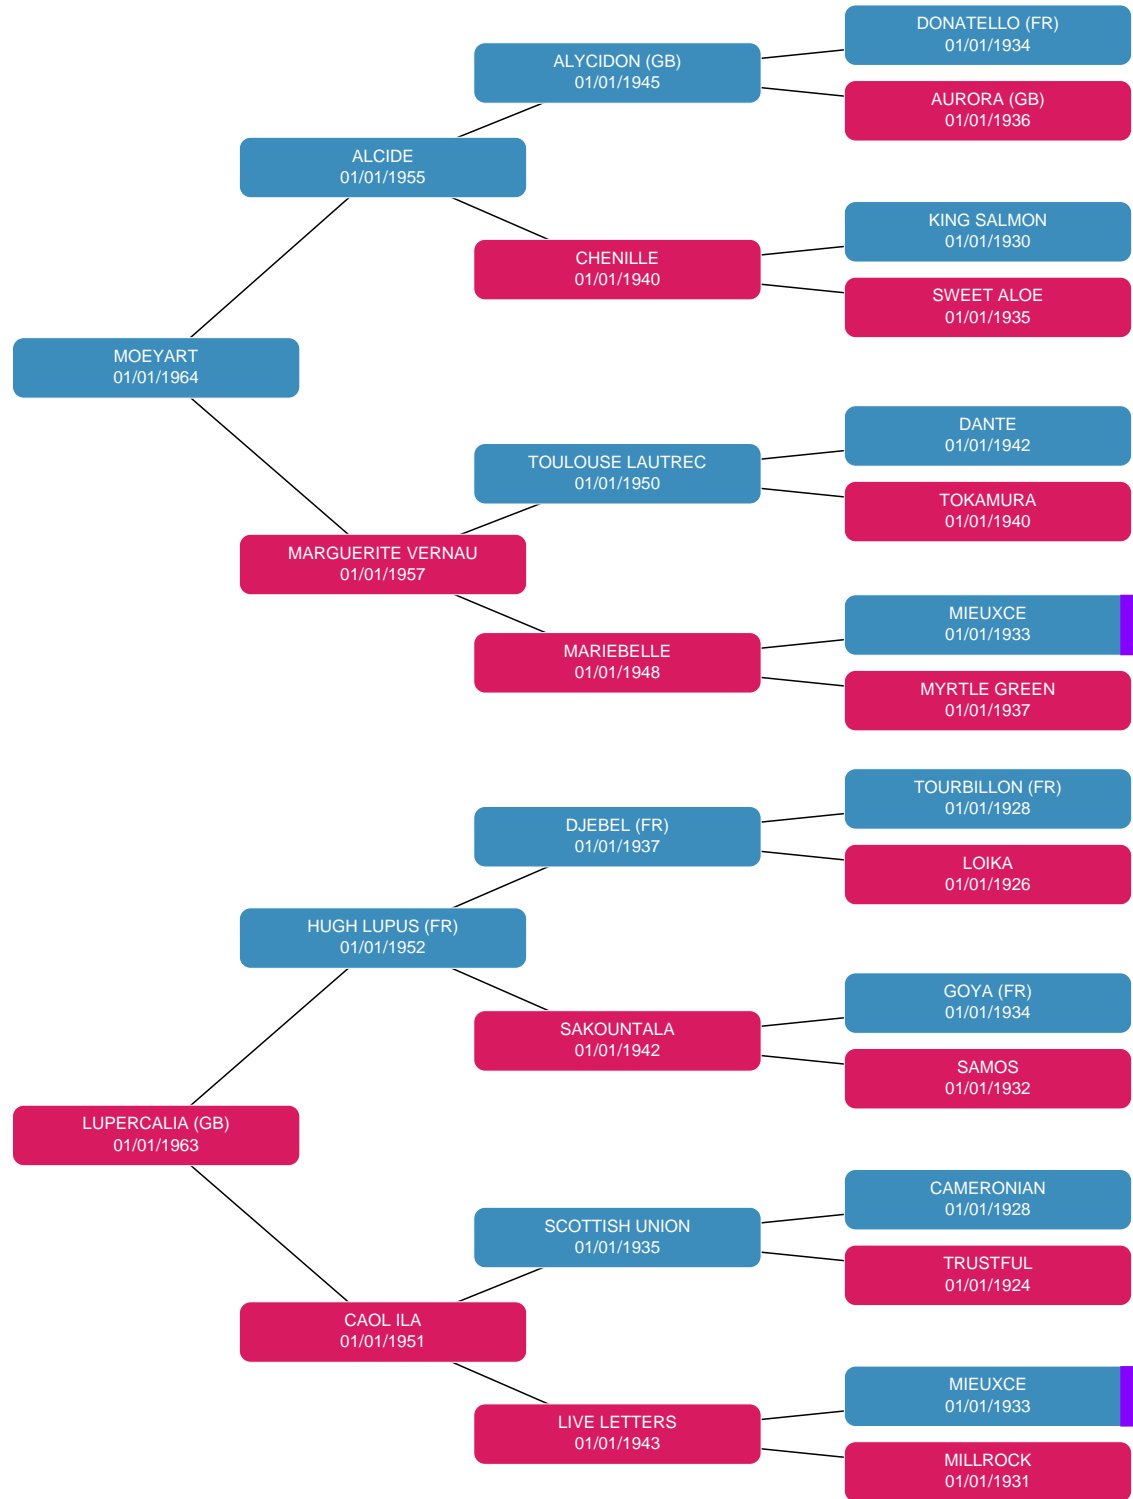 DONATELLO (FR)
01/01/1934
ALYCIDON (GB)
01/01/1945
AURORA (GB)
01/01/1936
ALCIDE
01/01/1955
KING SALMON
01/01/1930
CHENILLE
01/01/1940
SWEET ALOE
01/01/1935
MOEYART
01/01/1964
DANTE
01/01/1942
TOULOUSE LAUTREC
01/01/1950
TOKAMURA
01/01/1940
MARGUERITE VERNAU
01/01/1957
MIEUXCE
01/01/1933
MARIEBELLE
01/01/1948
MYRTLE GREEN
01/01/1937
TOURBILLON (FR)
01/01/1928
DJEBEL (FR)
01/01/1937
LOIKA
01/01/1926
HUGH LUPUS (FR)
01/01/1952
GOYA (FR)
01/01/1934
SAKOUNTALA
01/01/1942
SAMOS
01/01/1932
LUPERCALIA (GB)
01/01/1963
CAMERONIAN
01/01/1928
SCOTTISH UNION
01/01/1935
TRUSTFUL
01/01/1924
CAOL ILA
01/01/1951
MIEUXCE
01/01/1933
LIVE LETTERS
01/01/1943
MILLROCK
01/01/1931